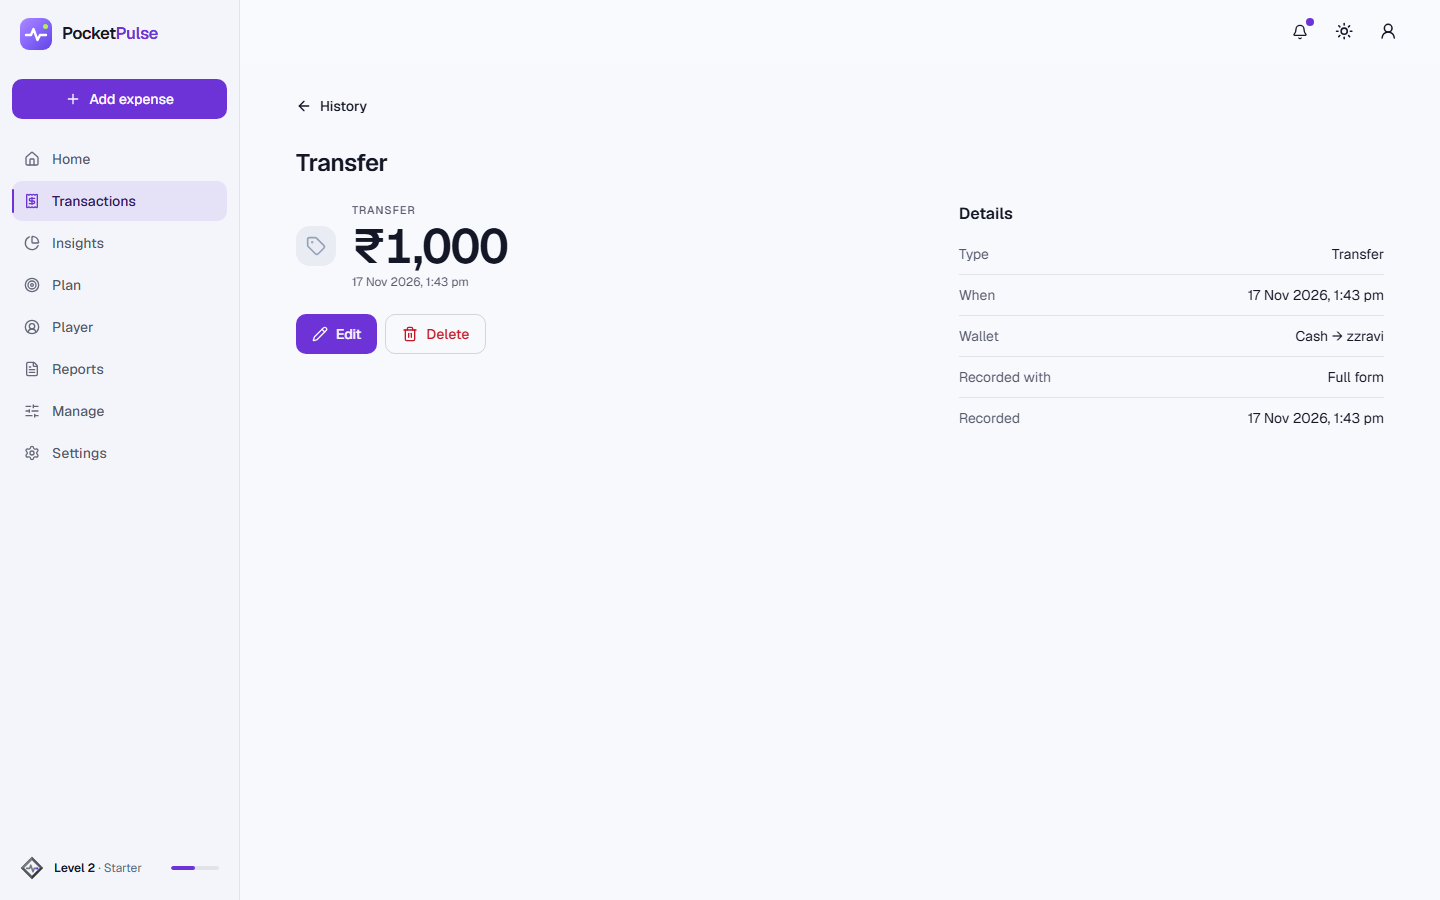 PocketPulse
Add expense
Home
Transactions
Insights
Plan
Player
Reports
Manage
Settings
Level 2 · Starter
History
Transfer
TRANSFER
₹1,000
17 Nov 2026, 1:43 pm
Edit
Delete
Details
Type Transfer
When 17 Nov 2026, 1:43 pm
Wallet Cash → zzravi
Recorded with Full form
Recorded 17 Nov 2026, 1:43 pm